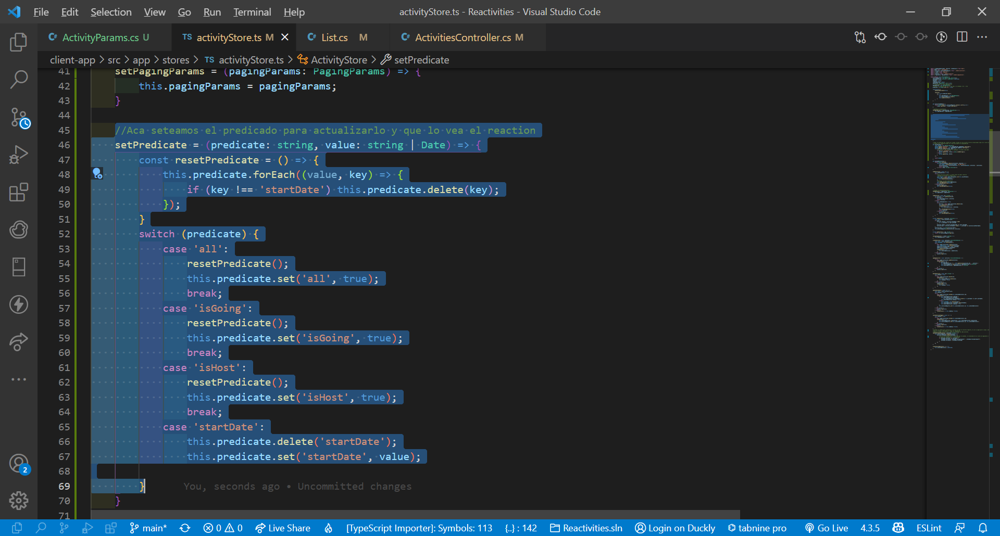 File Edit Selection View Go Run Terminal Help activityStore.ts - Reactivities - Visual Studio Code
C# ActivityParams.cs U TS activityStore.ts M C# List.cs M C# ActivitiesController.cs M
client-app > src > app > stores > TS activityStore.ts > ActivityStore > setPredicate
41 setPagingParams = (pagingParams: PagingParams) => {
42 this.pagingParams = pagingParams;
43 }
44
45 //Aca seteamos el predicado para actualizarlo y que lo vea el reaction
46 setPredicate = (predicate: string, value: string | Date) => {
47 const resetPredicate = () => {
48 this.predicate.forEach((value, key) => {
49 if (key !== 'startDate') this.predicate.delete(key);
50 });
51 }
52 switch (predicate) {
53 case 'all':
54 resetPredicate();
55 this.predicate.set('all', true);
56 break;
57 case 'isGoing':
58 resetPredicate();
59 this.predicate.set('isGoing', true);
60 break;
61 case 'isHost':
62 resetPredicate();
63 this.predicate.set('isHost', true);
64 break;
65 case 'startDate':
66 this.predicate.delete('startDate');
67 this.predicate.set('startDate', value);
68
69 } You, seconds ago • Uncommitted changes
70 }
71
2
main* 0 0 Live Share [TypeScript Importer]: Symbols: 113 {..} : 142 Reactivities.sln Login on Duckly tabnine pro Go Live 4.3.5 ESLint